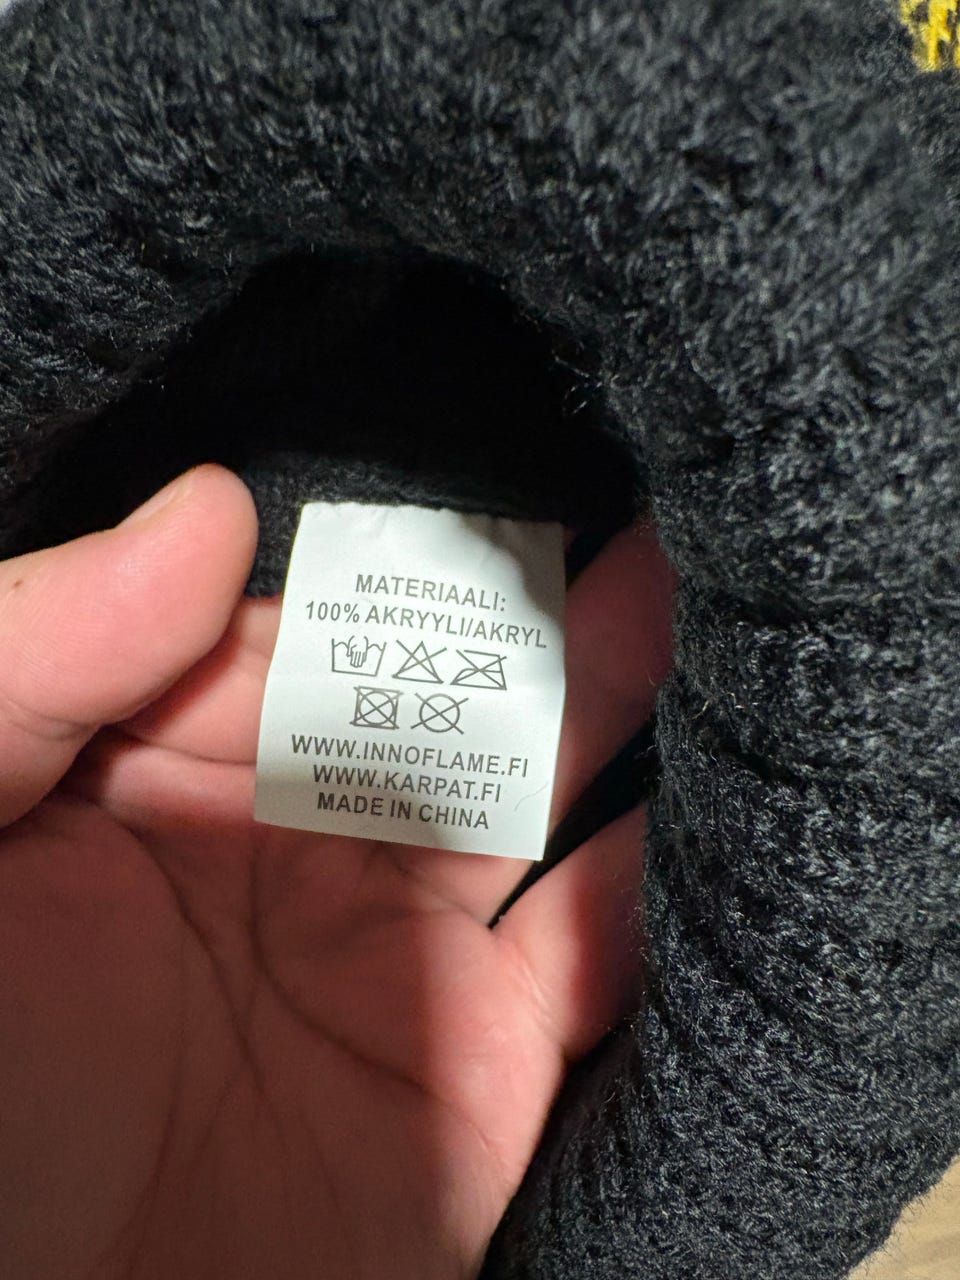 MATERIAALI:
100% AKRYYLI/AKRYL
WWW.INNOFLAME.FI
WWW.KARPAT.FI
MADE IN CHINA